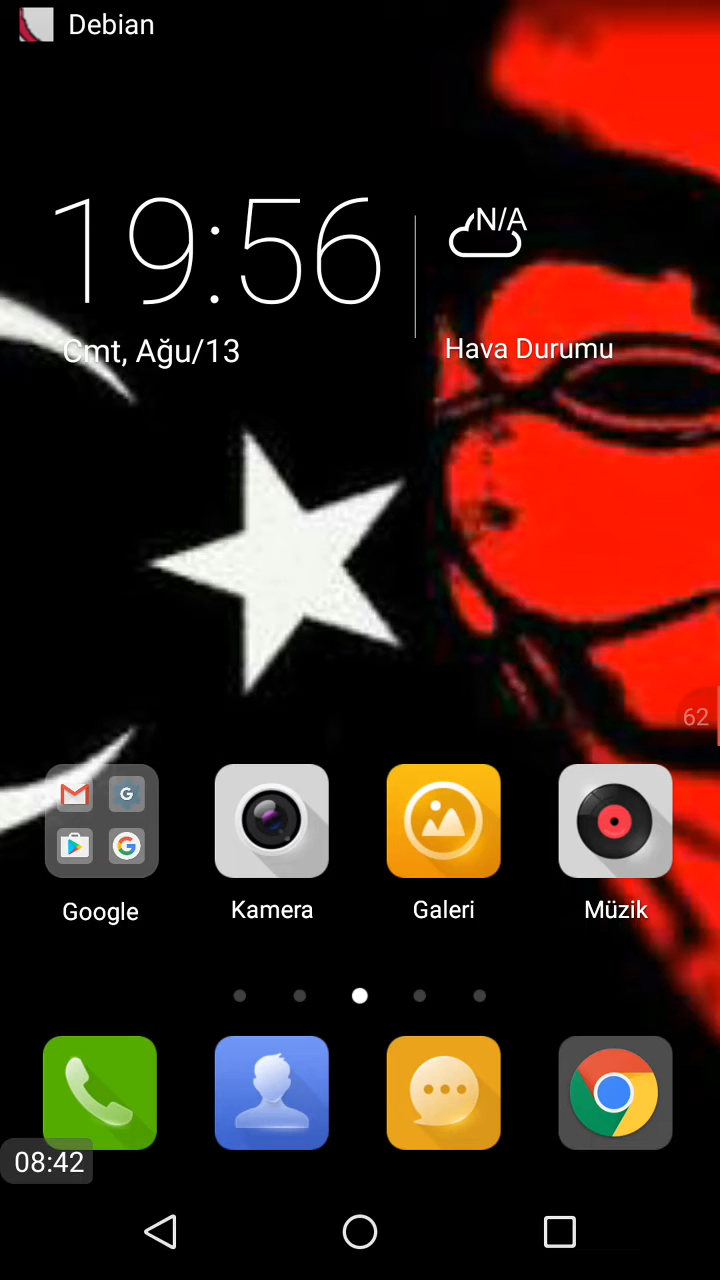 Debian
19:56
N/A
Cmt, Ağu/13
Hava Durumu
62
Google
Kamera
Galeri
Müzik
08:42